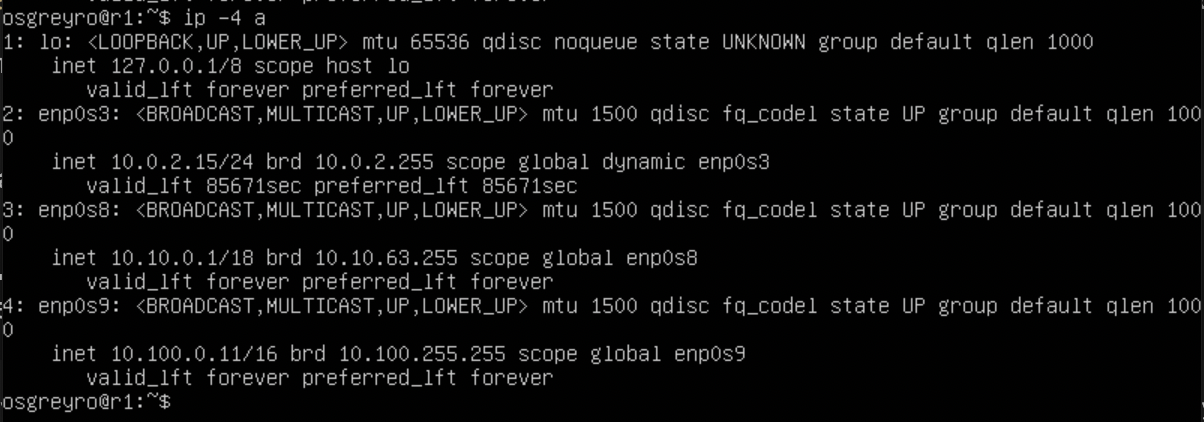 osgreyro@r1:~$ ip -4 a
1: lo: <LOOPBACK,UP,LOWER_UP> mtu 65536 qdisc noqueue state UNKNOWN group default qlen 1000
    inet 127.0.0.1/8 scope host lo
       valid_lft forever preferred_lft forever
2: enp0s3: <BROADCAST,MULTICAST,UP,LOWER_UP> mtu 1500 qdisc fq_codel state UP group default qlen 100
0
    inet 10.0.2.15/24 brd 10.0.2.255 scope global dynamic enp0s3
       valid_lft 85671sec preferred_lft 85671sec
3: enp0s8: <BROADCAST,MULTICAST,UP,LOWER_UP> mtu 1500 qdisc fq_codel state UP group default qlen 100
0
    inet 10.10.0.1/18 brd 10.10.63.255 scope global enp0s8
       valid_lft forever preferred_lft forever
4: enp0s9: <BROADCAST,MULTICAST,UP,LOWER_UP> mtu 1500 qdisc fq_codel state UP group default qlen 100
0
    inet 10.100.0.11/16 brd 10.100.255.255 scope global enp0s9
       valid_lft forever preferred_lft forever
osgreyro@r1:~$